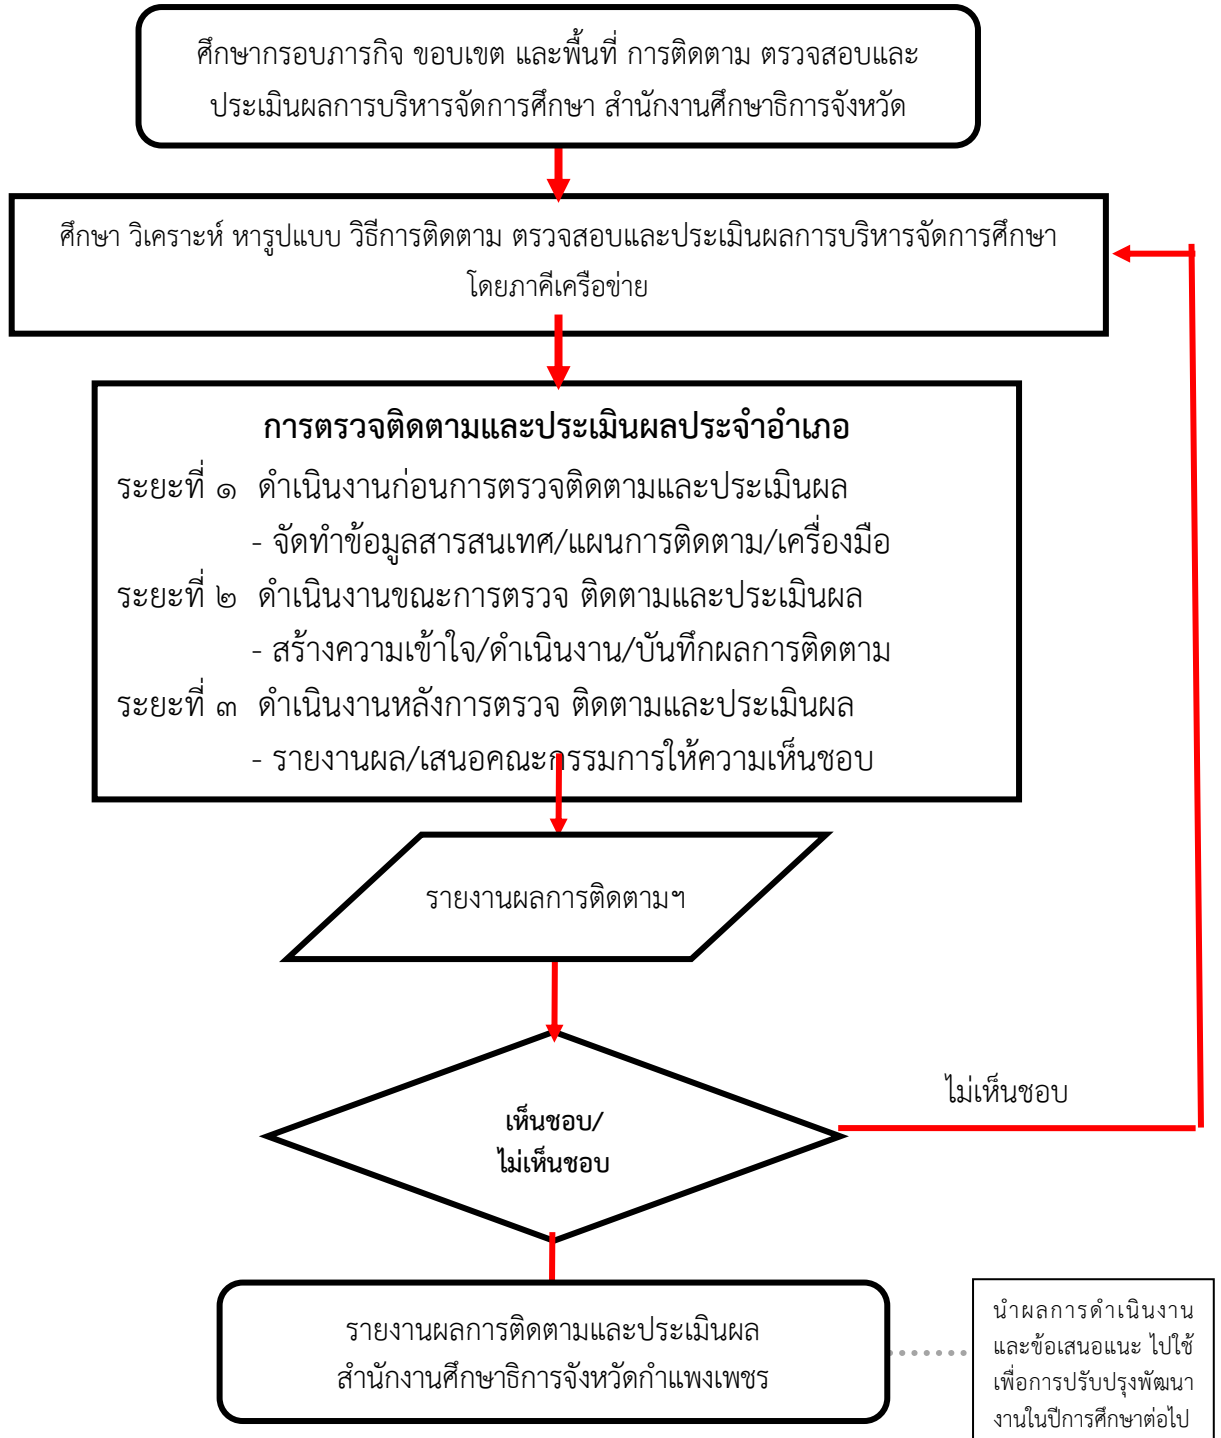 ศึกษากรอบภารกิจ ขอบเขต และพื้นที่ การติดตาม ตรวจสอบและ
ประเมินผลการบริหารจัดการศึกษา สำนักงานศึกษาธิการจังหวัด
ศึกษา วิเคราะห์ หารูปแบบ วิธีการติดตาม ตรวจสอบและประเมินผลการบริหารจัดการศึกษา
โดยภาคีเครือข่าย
การตรวจติดตามและประเมินผลประจำอำเภอ
ระยะที่ ๑ ดำเนินงานก่อนการตรวจติดตามและประเมินผล
- จัดทำข้อมูลสารสนเทศ/แผนการติดตาม/เครื่องมือ
ระยะที่ ๒ ดำเนินงานขณะการตรวจ ติดตามและประเมินผล
- สร้างความเข้าใจ/ดำเนินงาน/บันทึกผลการติดตาม
ระยะที่ ๓ ดำเนินงานหลังการตรวจ ติดตามและประเมินผล
- รายงานผล/เสนอคณะกรรมการให้ความเห็นชอบ
รายงานผลการติดตามฯ
เห็นชอบ/
ไม่เห็นชอบ
ไม่เห็นชอบ
รายงานผลการติดตามและประเมินผล
สำนักงานศึกษาธิการจังหวัดกำแพงเพชร
นำผลการดำเนินงาน
และข้อเสนอแนะ ไปใช้
เพื่อการปรับปรุงพัฒนา
งานในปีการศึกษาต่อไป